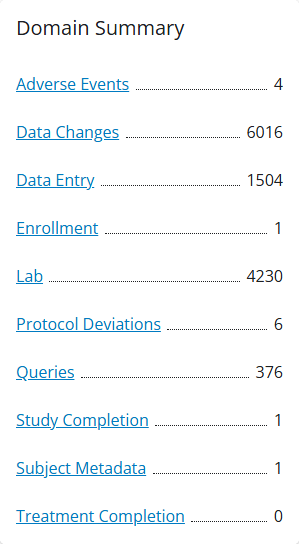 Domain Summary
Adverse Events 4
Data Changes 6016
Data Entry 1504
Enrollment 1
Lab 4230
Protocol Deviations 6
Queries 376
Study Completion 1
Subject Metadata 1
Treatment Completion 0